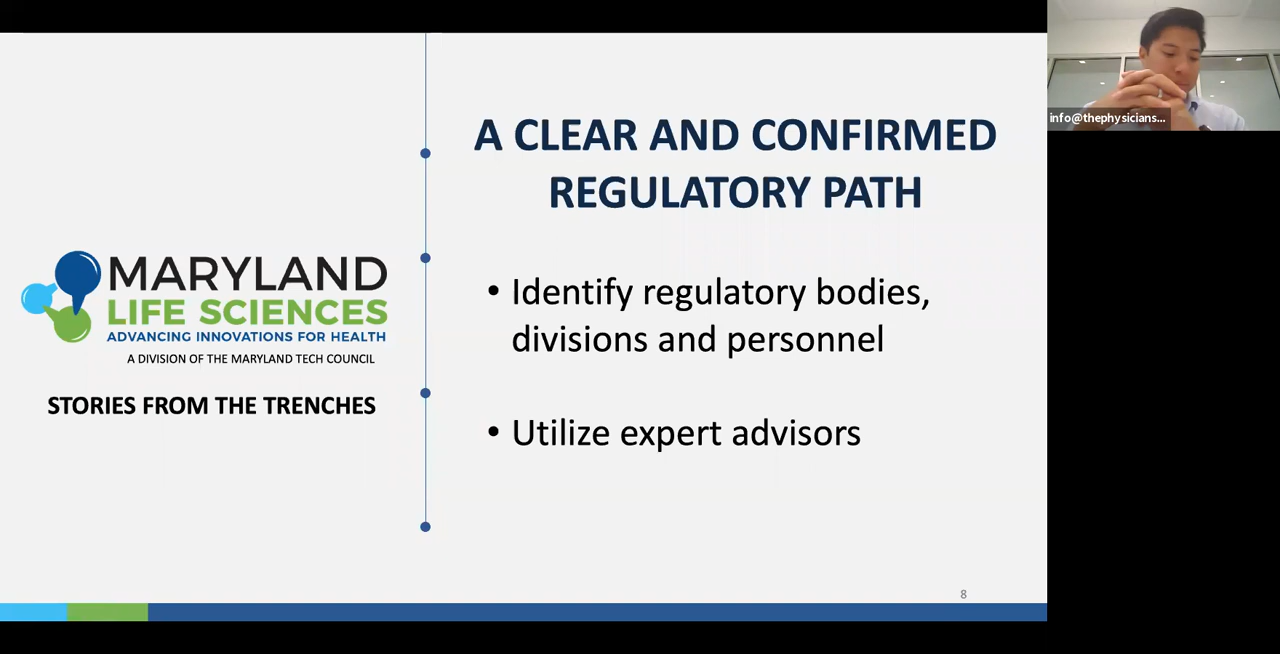 A CLEAR AND CONFIRMED
REGULATORY PATH
• Identify regulatory bodies,
divisions and personnel
• Utilize expert advisors
MARYLAND
LIFE SCIENCES
ADVANCING INNOVATIONS FOR HEALTH
A DIVISION OF THE MARYLAND TECH COUNCIL
STORIES FROM THE TRENCHES
8
info@thephysicians...